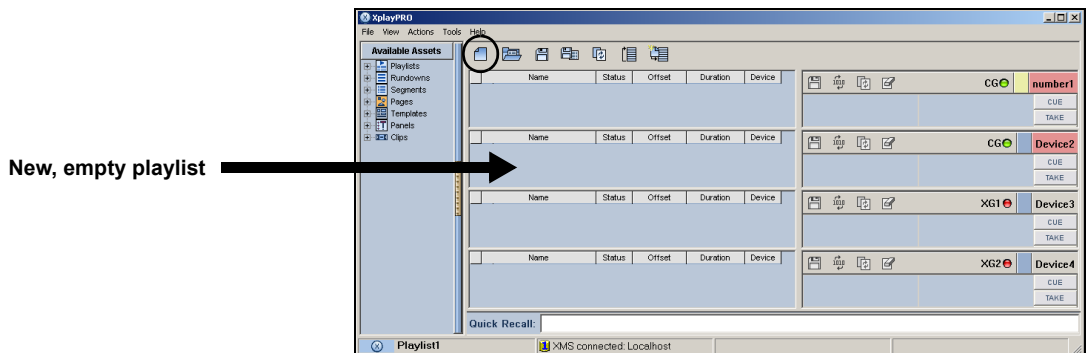 XplayPRO
File View Actions Tools Help
Available Assets
Playlists
Rundowns
Segments
Pages
Templates
Panels
Clips
New, empty playlist
Name Status Offset Duration Device
CG number1
CUE
TAKE
Name Status Offset Duration Device
CG Device2
CUE
TAKE
Name Status Offset Duration Device
XG1 Device3
CUE
TAKE
Name Status Offset Duration Device
XG2 Device4
CUE
TAKE
Quick Recall:
Playlist1 XMS connected: Localhost